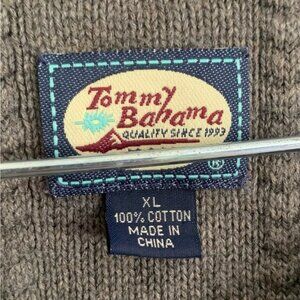 Tommy
Bahama
QUALITY SINCE 1993
®
XL
100% COTTON
MADE IN
CHINA